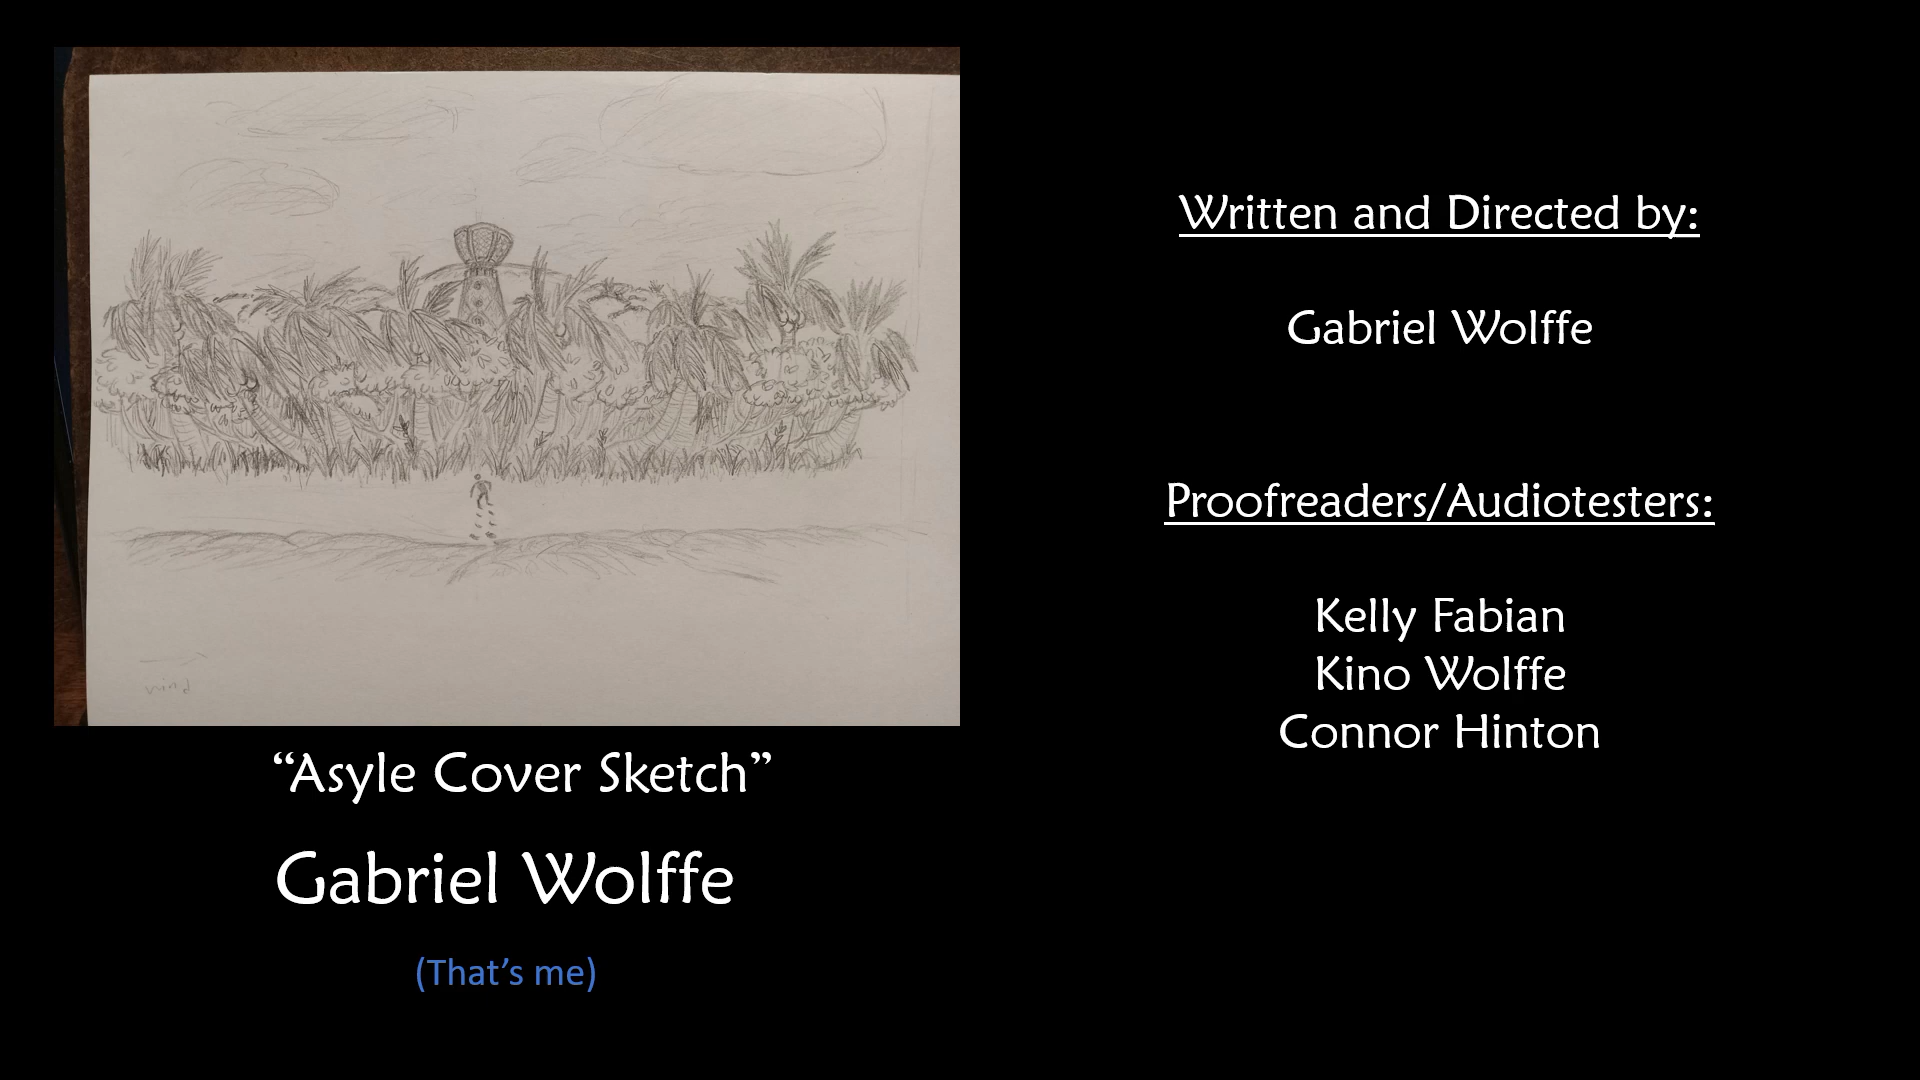 Written and Directed by:
Gabriel Wolffe
Proofreaders/Audiotesters:
Kelly Fabian
Kino Wolffe
Connor Hinton
“Asyle Cover Sketch”
Gabriel Wolffe
(That’s me)